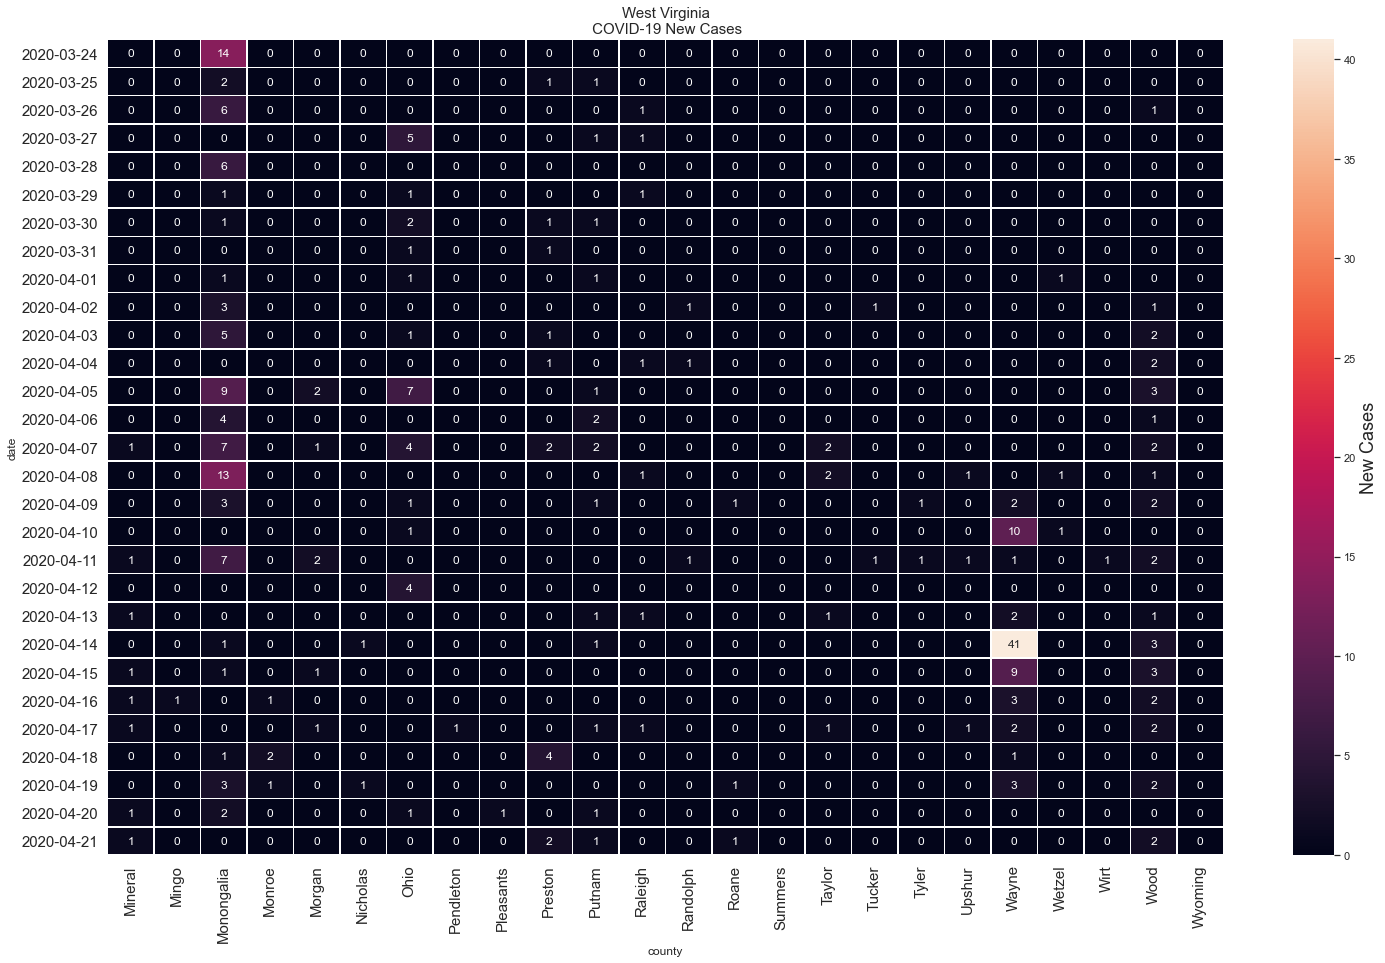 West Virginia
COVID-19 New Cases
2020-03-24 0 0 14 0 0 0 0 0 0 0 0 0 0 0 0 0 0 0 0 0 0 0 0 0
2020-03-25 0 0 2 0 0 0 0 0 0 1 1 0 0 0 0 0 0 0 0 0 0 0 0 0
2020-03-26 0 0 6 0 0 0 0 0 0 0 0 1 0 0 0 0 0 0 0 0 0 0 1 0
2020-03-27 0 0 0 0 0 0 5 0 0 0 1 1 0 0 0 0 0 0 0 0 0 0 0 0
2020-03-28 0 0 6 0 0 0 0 0 0 0 0 0 0 0 0 0 0 0 0 0 0 0 0 0
2020-03-29 0 0 1 0 0 0 1 0 0 0 0 1 0 0 0 0 0 0 0 0 0 0 0 0
2020-03-30 0 0 1 0 0 0 2 0 0 1 1 0 0 0 0 0 0 0 0 0 0 0 0 0
2020-03-31 0 0 0 0 0 0 1 0 0 1 0 0 0 0 0 0 0 0 0 0 0 0 0 0
2020-04-01 0 0 1 0 0 0 1 0 0 0 1 0 0 0 0 0 0 0 0 0 1 0 0 0
2020-04-02 0 0 3 0 0 0 0 0 0 0 0 0 1 0 0 0 1 0 0 0 0 0 1 0
2020-04-03 0 0 5 0 0 0 1 0 0 1 0 0 0 0 0 0 0 0 0 0 0 0 2 0
2020-04-04 0 0 0 0 0 0 0 0 0 1 0 1 1 0 0 0 0 0 0 0 0 0 2 0
2020-04-05 0 0 9 0 2 0 7 0 0 0 1 0 0 0 0 0 0 0 0 0 0 0 3 0
2020-04-06 0 0 4 0 0 0 0 0 0 0 2 0 0 0 0 0 0 0 0 0 0 0 1 0
2020-04-07 1 0 7 0 1 0 4 0 0 2 2 0 0 0 0 2 0 0 0 0 0 0 2 0
2020-04-08 0 0 13 0 0 0 0 0 0 0 0 1 0 0 0 2 0 0 1 0 1 0 1 0
2020-04-09 0 0 3 0 0 0 1 0 0 0 1 0 0 1 0 0 0 1 0 2 0 0 2 0
2020-04-10 0 0 0 0 0 0 1 0 0 0 0 0 0 0 0 0 0 0 0 10 1 0 0 0
2020-04-11 1 0 7 0 2 0 0 0 0 0 0 0 1 0 0 0 1 1 1 1 0 1 2 0
2020-04-12 0 0 0 0 0 0 4 0 0 0 0 0 0 0 0 0 0 0 0 0 0 0 0 0
2020-04-13 1 0 0 0 0 0 0 0 0 0 1 1 0 0 0 1 0 0 0 2 0 0 1 0
2020-04-14 0 0 1 0 0 1 0 0 0 0 1 0 0 0 0 0 0 0 0 41 0 0 3 0
2020-04-15 1 0 1 0 1 0 0 0 0 0 0 0 0 0 0 0 0 0 0 9 0 0 3 0
2020-04-16 1 1 0 1 0 0 0 0 0 0 0 0 0 0 0 0 0 0 0 3 0 0 2 0
2020-04-17 1 0 0 0 1 0 0 1 0 0 1 1 0 0 0 1 0 0 1 2 0 0 2 0
2020-04-18 0 0 1 2 0 0 0 0 0 4 0 0 0 0 0 0 0 0 0 1 0 0 0 0
2020-04-19 0 0 3 1 0 1 0 0 0 0 0 0 0 1 0 0 0 0 0 3 0 0 2 0
2020-04-20 1 0 2 0 0 0 1 0 1 0 1 0 0 0 0 0 0 0 0 0 0 0 0 0
2020-04-21 1 0 0 0 0 0 0 0 0 2 1 0 0 1 0 0 0 0 0 0 0 0 2 0
date
Mineral Mingo Monongalia Monroe Morgan Nicholas Ohio Pendleton Pleasants Preston Putnam Raleigh Randolph Roane Summers Taylor Tucker Tyler Upshur Wayne Wetzel Wirt Wood Wyoming
county
40
35
30
25
20
15
10
5
0
New Cases